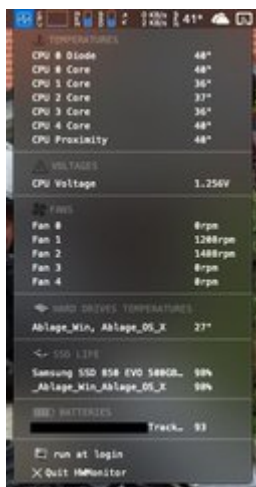 41°
TEMPERATURES
CPU 0 Diode 40°
CPU 0 Core 40°
CPU 1 Core 36°
CPU 2 Core 37°
CPU 3 Core 36°
CPU 4 Core 40°
CPU Proximity 40°
VOLTAGES
CPU Voltage 1.256V
FANS
Fan 0 0rpm
Fan 1 1208rpm
Fan 2 1408rpm
Fan 3 0rpm
Fan 4 0rpm
HARD DRIVES TEMPERATURES
Ablage_Win, Ablage_OS_X 27°
SSD LIFE
Samsung SSD 850 EVO 500GB… 98%
_Ablage_Win_Ablage_OS_X 98%
BATTERIES
Track… 93
run at login
Quit HWMonitor